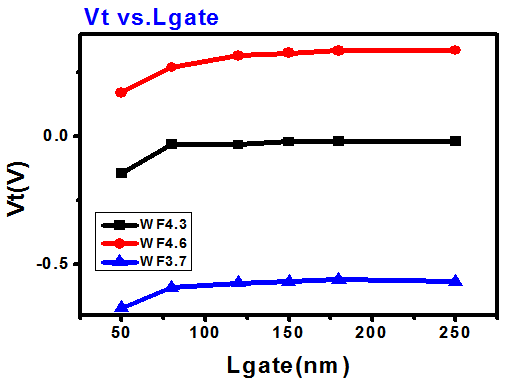 Vt vs.Lgate
0.0
-0.5
Vt(V)
WF4.3
WF4.6
WF3.7
50 100 150 200 250
Lgate(nm)